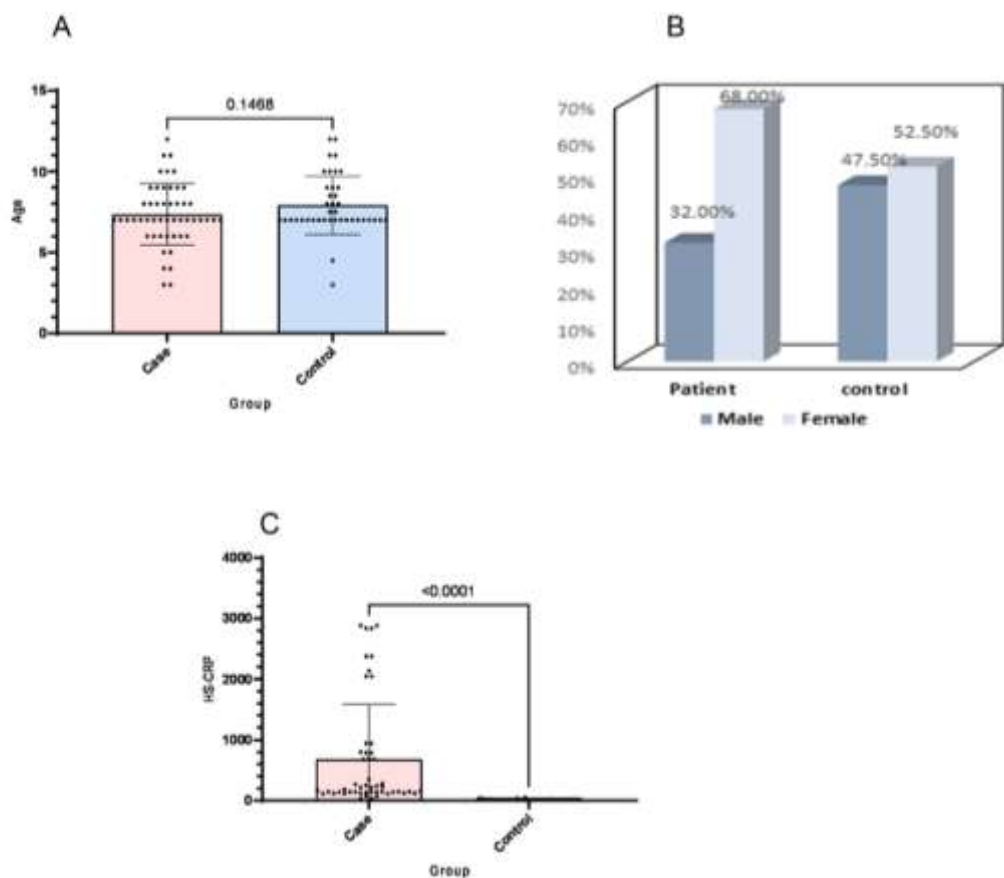 A
15
10
5
0
Age
0.1468
Case
Control
Group
B
70%
60%
50%
40%
30%
20%
10%
0%
68.00%
32.00%
47.50%
52.50%
Patient
control
Male
Female
C
4000
3000
2000
1000
0
HS-CRP
<0.0001
Case
Control
Group